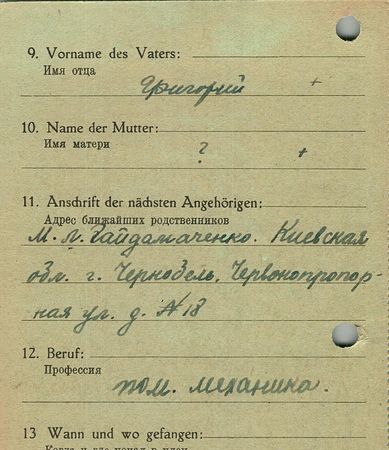 9. Vorname des Vaters:
Имя отца
Григорий +
10. Name der Mutter:
Имя матери
? +
11. Anschrift der nächsten Angehörigen:
Адрес ближайших родственников
М. л. Гайдамаченко. Киевская
обл. г. Чернобель. Червонопропор-
ная ул. д. № 18
12. Beruf:
Профессия
пом. механика.
13 Wann und wo gefangen: